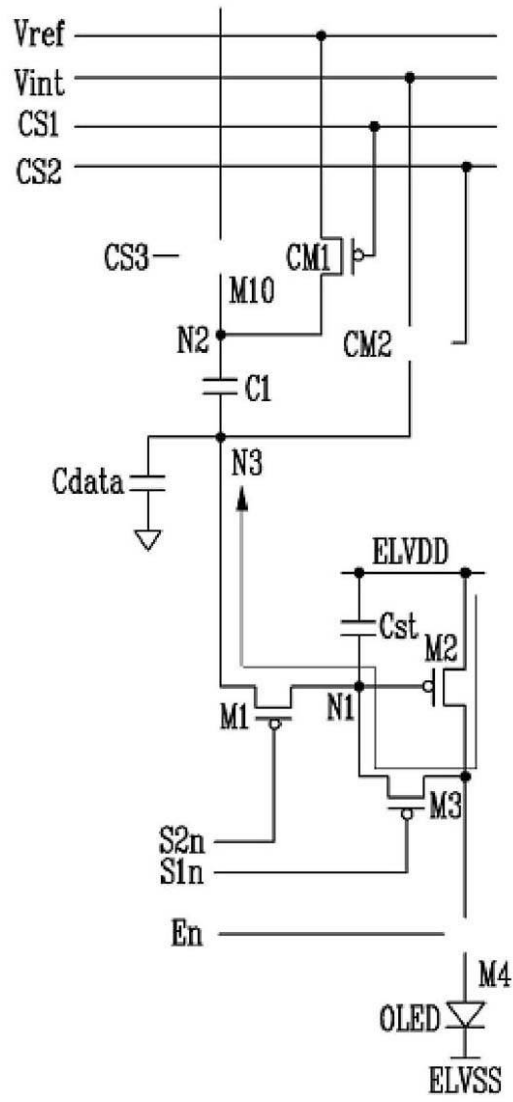 Vref
Vint
CS1
CS2
CS3
CM1
M10
N2
CM2
C1
N3
Cdata
ELVDD
Cst
M2
M1
N1
M3
S2n
S1n
En
M4
OLED
ELVSS